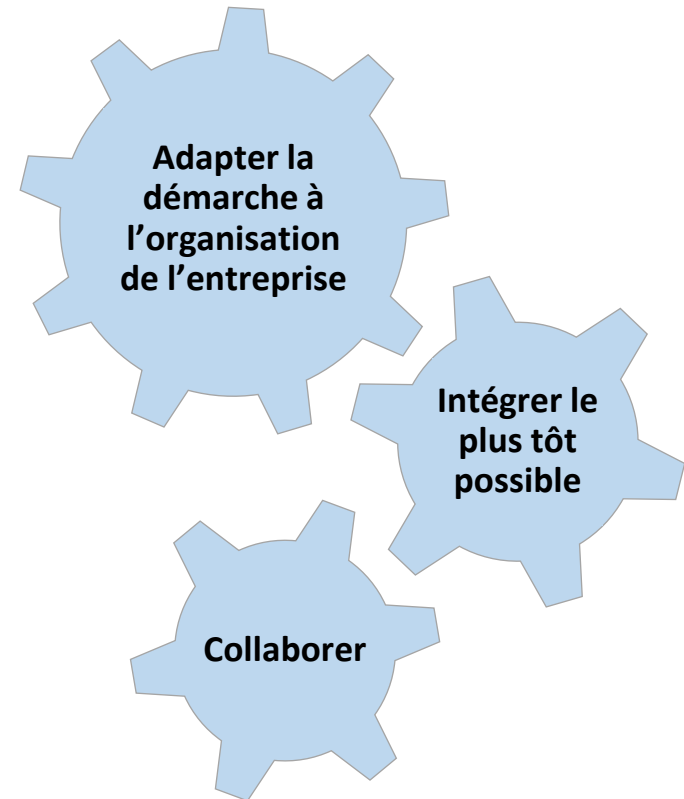 Adapter la
démarche à
l’organisation
de l’entreprise
Intégrer le
plus tôt
possible
Collaborer